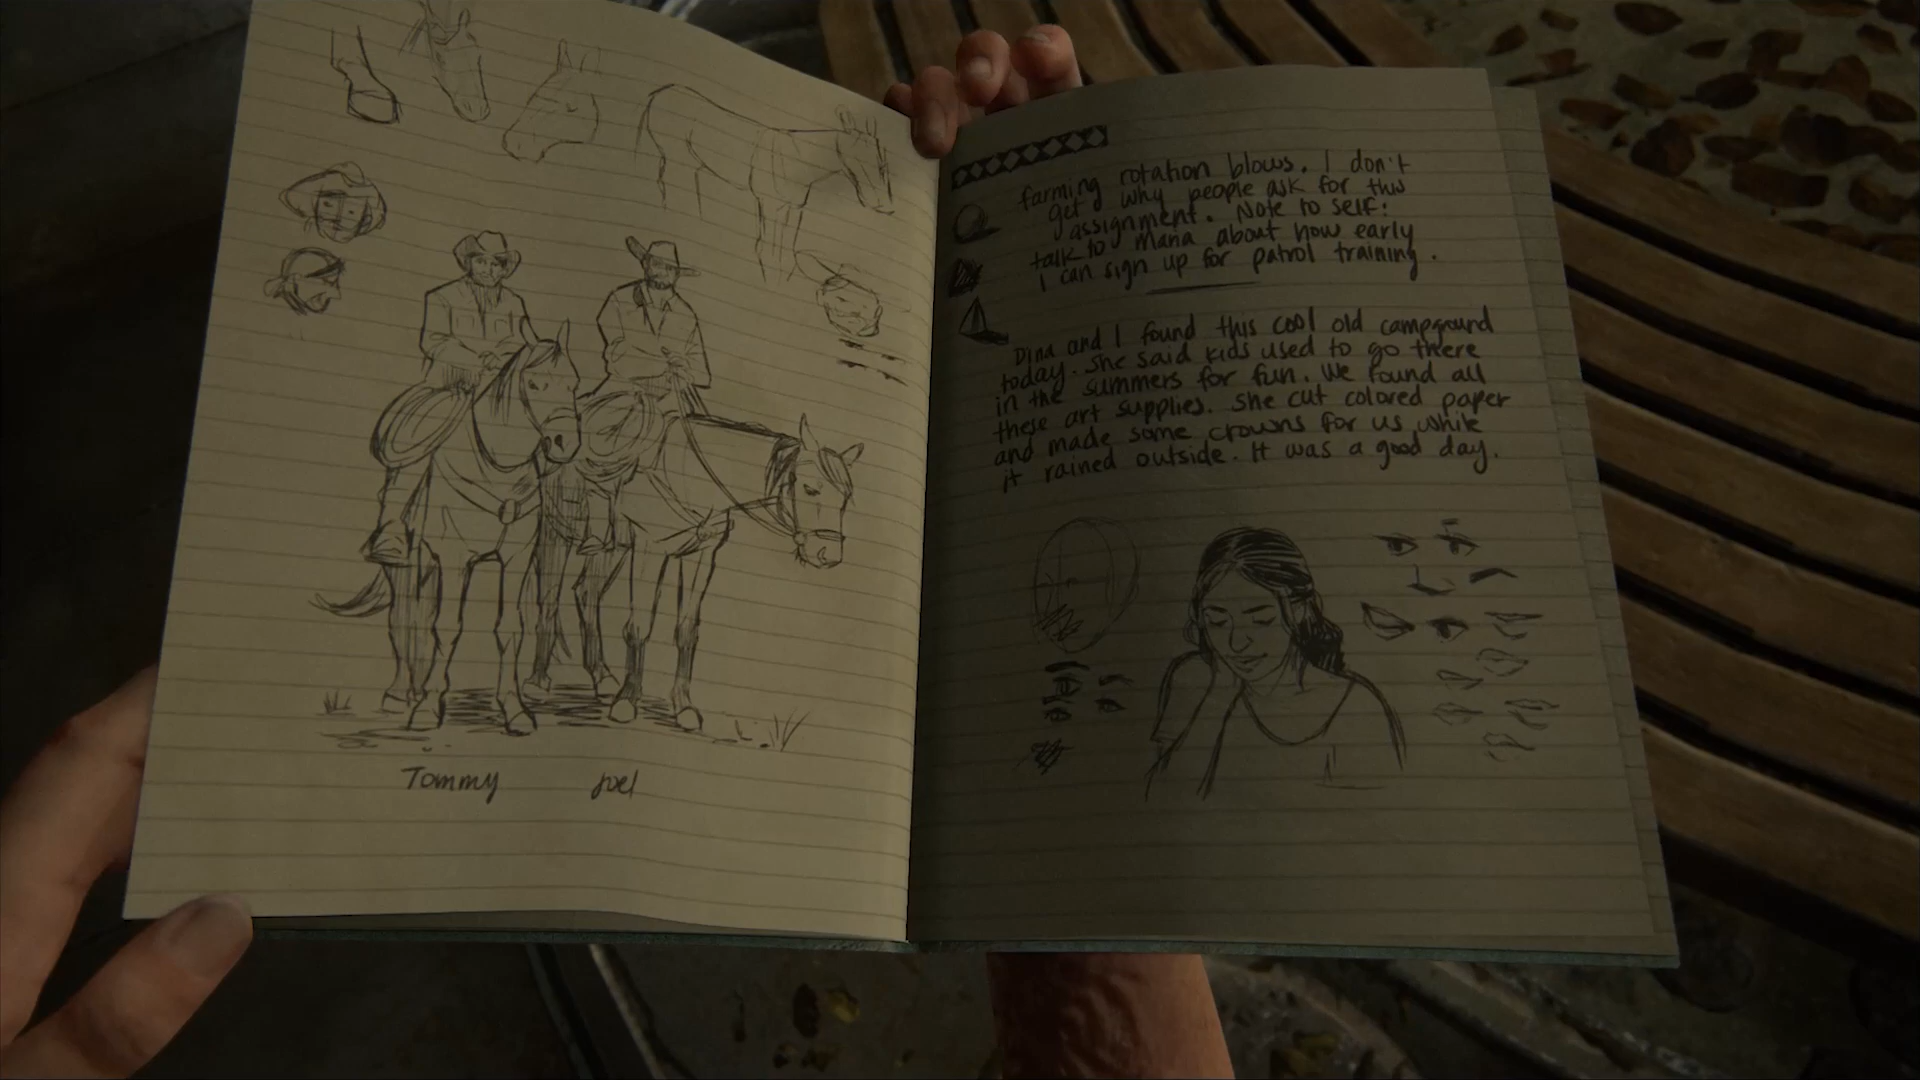 Tommy
Joel
farming rotation blows. I don't
get why people ask for this
assignment. Note to self:
talk to Maria about how early
I can sign up for patrol training.
Dina and I found this cool old campground
today. She said kids used to go there
in the summers for fun. We found all
these art supplies. She cut colored paper
and made some crowns for us while
it rained outside. It was a good day.